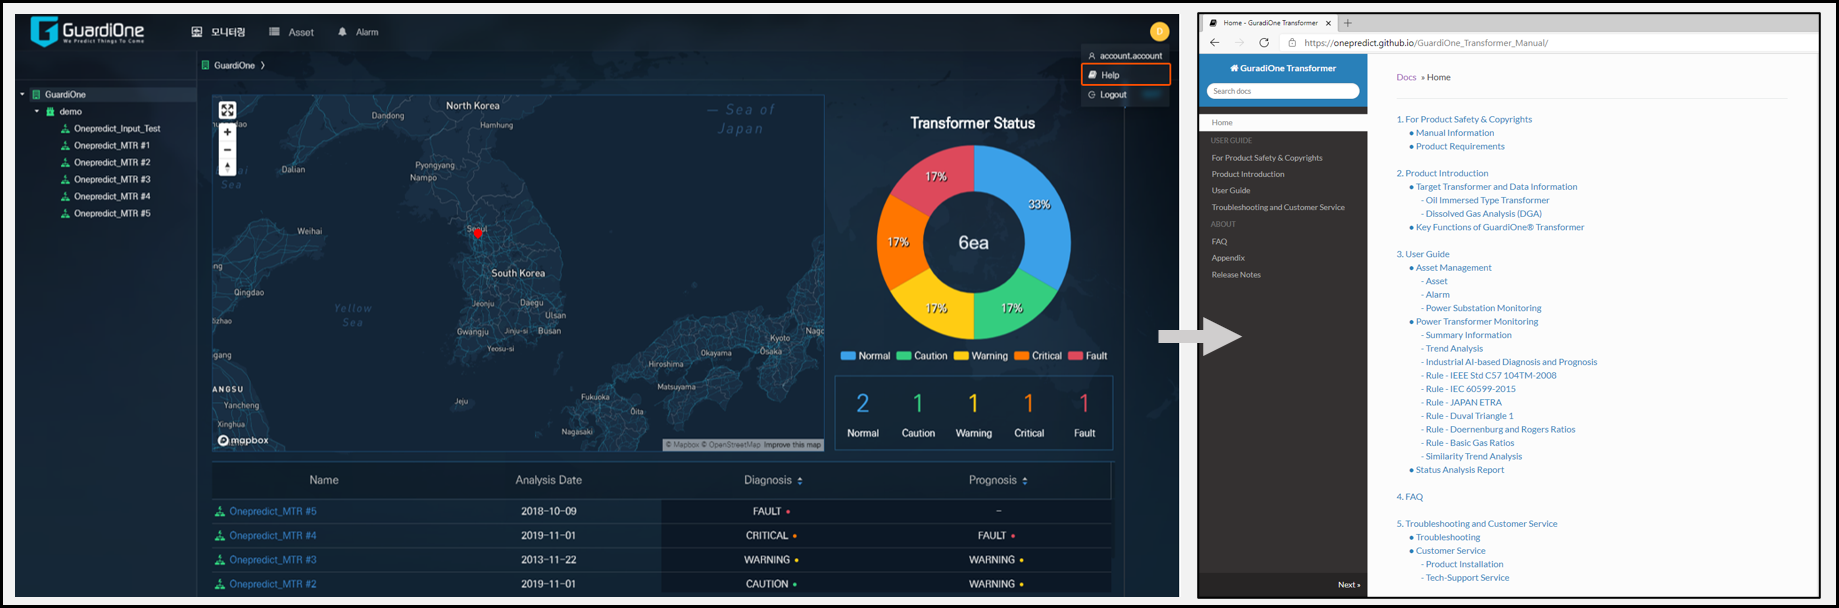 GuardiOne
We Predict Things To Come
모니터링
Asset
Alarm
D
account.account
Help
Logout
GuardiOne
GuardiOne
demo
Onepredict_Input_Test
Onepredict_MTR #1
Onepredict_MTR #2
Onepredict_MTR #3
Onepredict_MTR #4
Onepredict_MTR #5
North Korea
Dandong
Hamhung
Sea of
Japan
Dalian
Pyongyang
Nampo
Sea
Weihai
Seoul
South Korea
Qingdao
Yellow
Sea
Jeonju
Daegu
Ulsan
Gwangju
Jinju-si
Busan
Yeosu-si
Kyoto
Okayama
Ōsaka
Hiroshima
Matsuyama
ANGSU
Yancheng
Jeju
Fukuoka
Ōita
Xinghua
Nagasaki
mapbox
© Mapbox © OpenStreetMap Improve this map
Transformer Status
17%
33%
17%
6ea
17%
17%
Normal Caution Warning Critical Fault
2 1 1 1 1
Normal Caution Warning Critical Fault
Name Analysis Date Diagnosis Prognosis
Onepredict_MTR #5 2018-10-09 FAULT -
Onepredict_MTR #4 2019-11-01 CRITICAL FAULT
Onepredict_MTR #3 2013-11-22 WARNING WARNING
Onepredict_MTR #2 2019-11-01 CAUTION WARNING
Home - GuradiOne Transformer
https://onepredict.github.io/GuardiOne_Transformer_Manual/
GuradiOne Transformer
Search docs
Home
USER GUIDE
For Product Safety & Copyrights
Product Introduction
User Guide
Troubleshooting and Customer Service
ABOUT
FAQ
Appendix
Release Notes
Next »
Docs » Home
1. For Product Safety & Copyrights
• Manual Information
• Product Requirements
2. Product Introduction
• Target Transformer and Data Information
- Oil Immersed Type Transformer
- Dissolved Gas Analysis (DGA)
• Key Functions of GuardiOne® Transformer
3. User Guide
• Asset Management
- Asset
- Alarm
- Power Substation Monitoring
• Power Transformer Monitoring
- Summary Information
- Trend Analysis
- Industrial AI-based Diagnosis and Prognosis
- Rule - IEEE Std C57 104TM-2008
- Rule - IEC 60599-2015
- Rule - JAPAN ETRA
- Rule - Duval Triangle 1
- Rule - Doernenburg and Rogers Ratios
- Rule - Basic Gas Ratios
- Similarity Trend Analysis
• Status Analysis Report
4. FAQ
5. Troubleshooting and Customer Service
• Troubleshooting
• Customer Service
- Product Installation
- Tech-Support Service